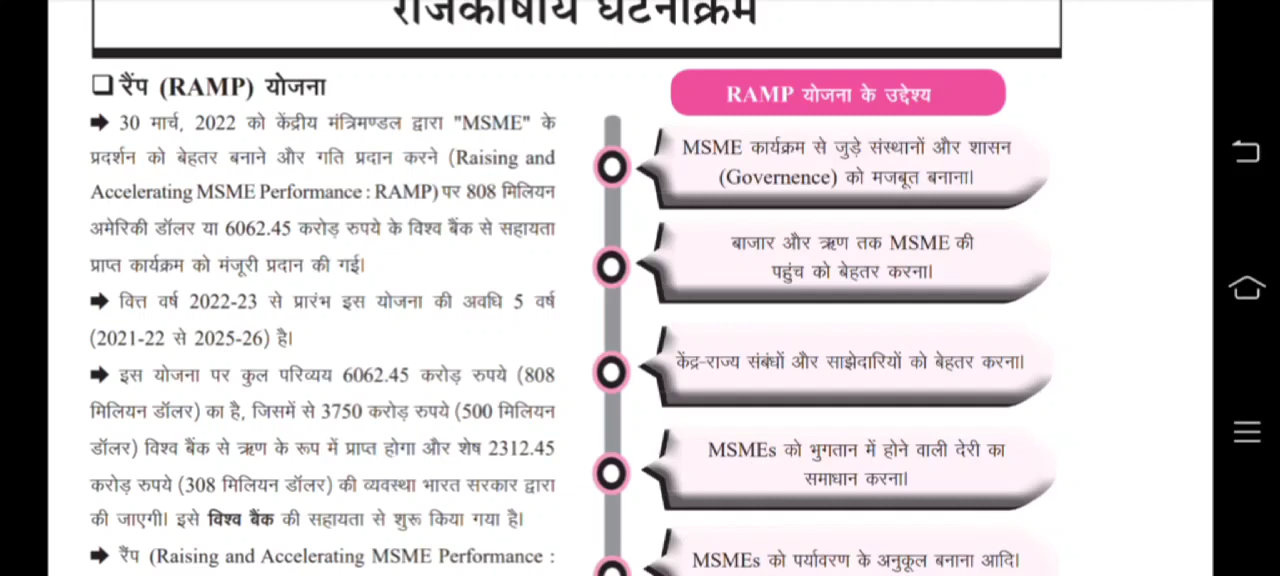 राजकोषीय घटनाक्रम
❑ रैंप (RAMP) योजना
➡ 30 मार्च, 2022 को केंद्रीय मंत्रिमण्डल द्वारा "MSME" के
प्रदर्शन को बेहतर बनाने और गति प्रदान करने (Raising and
Accelerating MSME Performance : RAMP) पर 808 मिलियन
अमेरिकी डॉलर या 6062.45 करोड़ रुपये के विश्व बैंक से सहायता
प्राप्त कार्यक्रम को मंजूरी प्रदान की गई।
➡ वित्त वर्ष 2022-23 से प्रारंभ इस योजना की अवधि 5 वर्ष
(2021-22 से 2025-26) है।
➡ इस योजना पर कुल परिव्यय 6062.45 करोड़ रुपये (808
मिलियन डॉलर) का है, जिसमें से 3750 करोड़ रुपये (500 मिलियन
डॉलर) विश्व बैंक से ऋण के रूप में प्राप्त होगा और शेष 2312.45
करोड़ रुपये (308 मिलियन डॉलर) की व्यवस्था भारत सरकार द्वारा
की जाएगी। इसे विश्व बैंक की सहायता से शुरू किया गया है।
➡ रैंप (Raising and Accelerating MSME Performance :
RAMP योजना के उद्देश्य
MSME कार्यक्रम से जुड़े संस्थानों और शासन
(Governence) को मजबूत बनाना।
बाजार और ऋण तक MSME की
पहुंच को बेहतर करना।
केंद्र-राज्य संबंधों और साझेदारियों को बेहतर करना।
MSMEs को भुगतान में होने वाली देरी का
समाधान करना।
MSMEs को पर्यावरण के अनुकूल बनाना आदि।